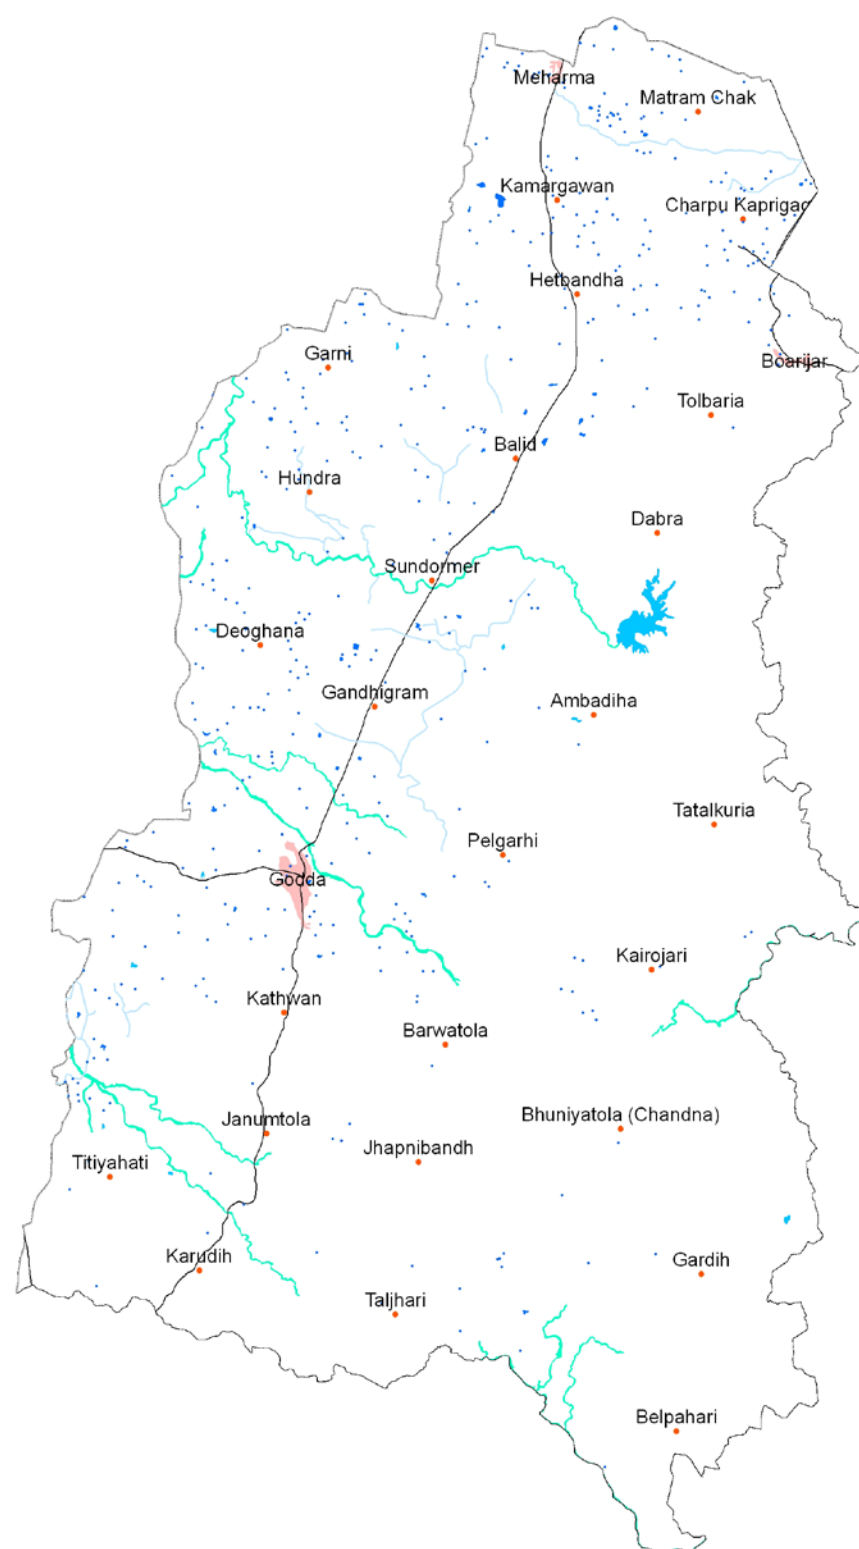 Meharma
Matram Chak
Kamargawan
Charpu Kaprigac
Hetbandha
Garni
Boarijar
Tolbaria
Balid
Hundra
Dabra
Sundormer
Deoghana
Gandhigram
Ambadiha
Tatalkuria
Pelgarhi
Godda
Kairojari
Kathwan
Barwatola
Janumtola
Bhuniyatola (Chandna)
Jhapnibandh
Titiyahati
Karudih
Gardih
Taljhari
Belpahari